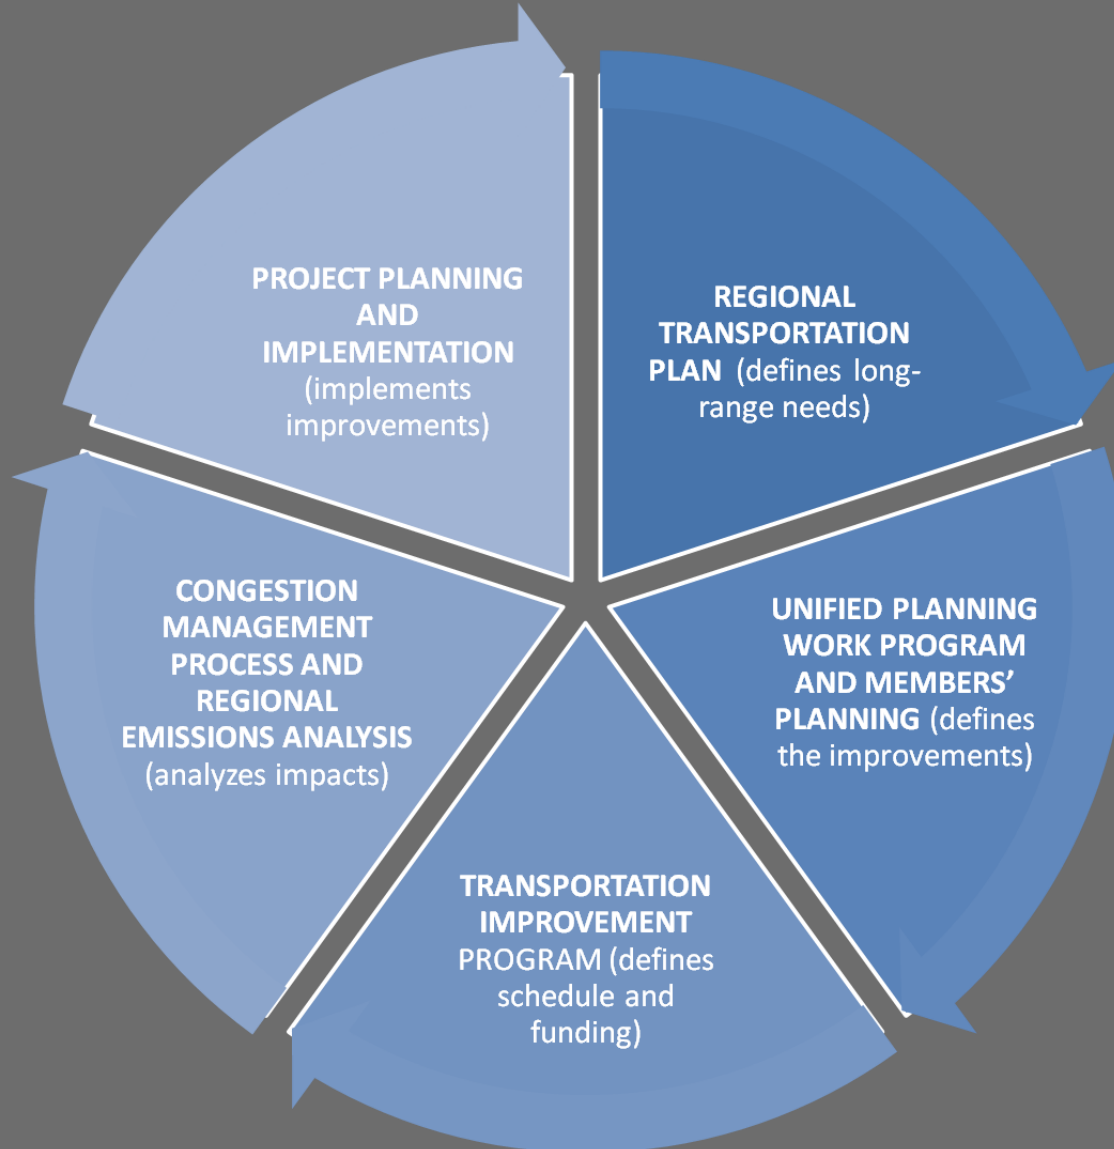 REGIONAL
TRANSPORTATION
PLAN (defines long-
range needs)
UNIFIED PLANNING
WORK PROGRAM
AND MEMBERS’
PLANNING (defines
the improvements)
TRANSPORTATION
IMPROVEMENT
PROGRAM (defines
schedule and
funding)
CONGESTION
MANAGEMENT
PROCESS AND
REGIONAL
EMISSIONS ANALYSIS
(analyzes impacts)
PROJECT PLANNING
AND
IMPLEMENTATION
(implements
improvements)